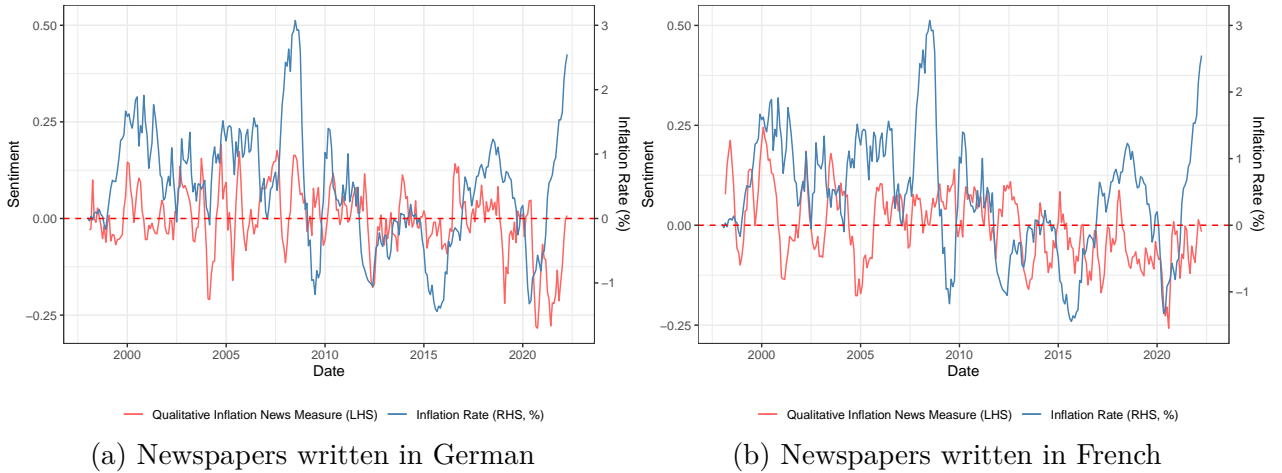 0.50
0.25
0.00
−0.25
Sentiment
3
2
1
0
−1
Inflation Rate (%)
2000 2005 2010 2015 2020
Date
Qualitative Inflation News Measure (LHS) Inflation Rate (RHS, %)
(a) Newspapers written in German
0.50
0.25
0.00
−0.25
Sentiment
3
2
1
0
−1
Inflation Rate (%)
2000 2005 2010 2015 2020
Date
Qualitative Inflation News Measure (LHS) Inflation Rate (RHS, %)
(b) Newspapers written in French